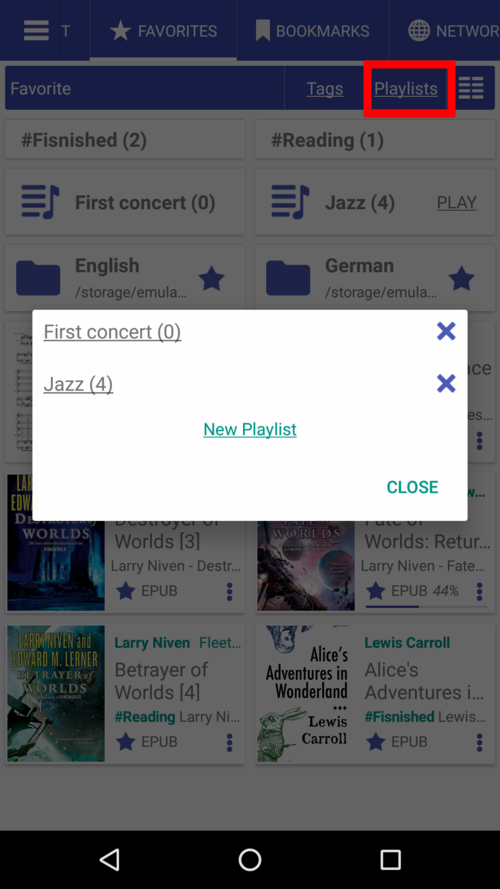 T
FAVORITES
BOOKMARKS
NETWOR
Favorite
Tags
Playlists
#Fisnished (2)
#Reading (1)
First concert (0)
Jazz (4)
PLAY
English
/storage/emula...
German
/storage/emula...
First concert (0)
Jazz (4)
New Playlist
CLOSE
ace
es...
Destroyer of
Worlds [3]
Larry Niven - Destr...
EPUB
WORLDS
w...
Fate of
Worlds: Retur...
Larry Niven - Fate...
EPUB 44%
WORLDS
LARRY NIVEN and
EDWARD M. LERNER
BETRAYER of
WORLDS
Larry Niven Fleet...
Betrayer of
Worlds [4]
#Reading Larry Ni...
EPUB
Alice's
Adventures in
Wonderland
...
Lewis
Carroll
Lewis Carroll
Alice's
Adventures i...
#Fisnished Lewis...
EPUB